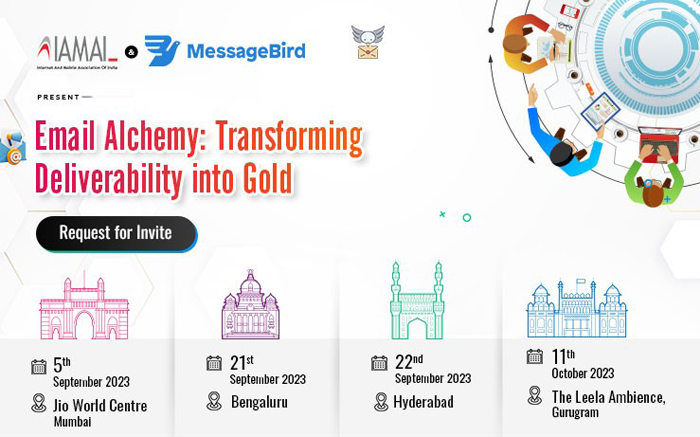 IAMAI
Internet And Mobile Association Of India
&
MessageBird
PRESENT
Email Alchemy: Transforming
Deliverability into Gold
Request for Invite
5th
September 2023
Jio World Centre
Mumbai
21st
September 2023
Bengaluru
22nd
September 2023
Hyderabad
11th
October 2023
The Leela Ambience,
Gurugram